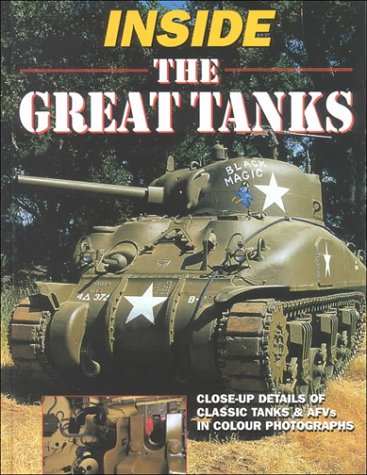 INSIDE
THE
GREAT TANKS
BLACK
MAGIC
CLOSE-UP DETAILS OF
CLASSIC TANKS & AFVs
IN COLOUR PHOTOGRAPHS